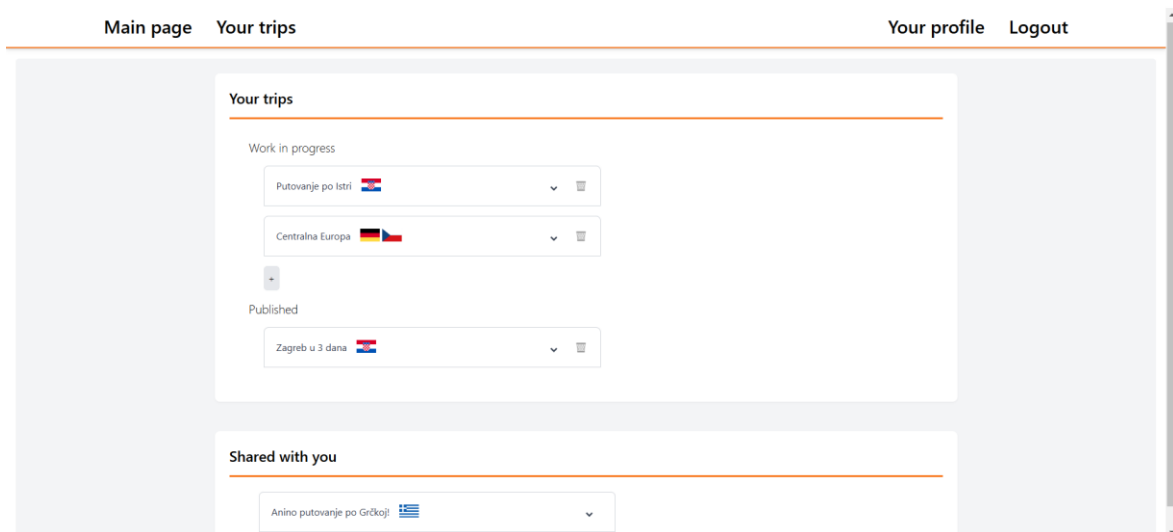 Main page Your trips Your profile Logout
Your trips
Work in progress
Putovanje po Istri
Centralna Europa
+
Published
Zagreb u 3 dana
Shared with you
Anino putovanje po Grčkoj!